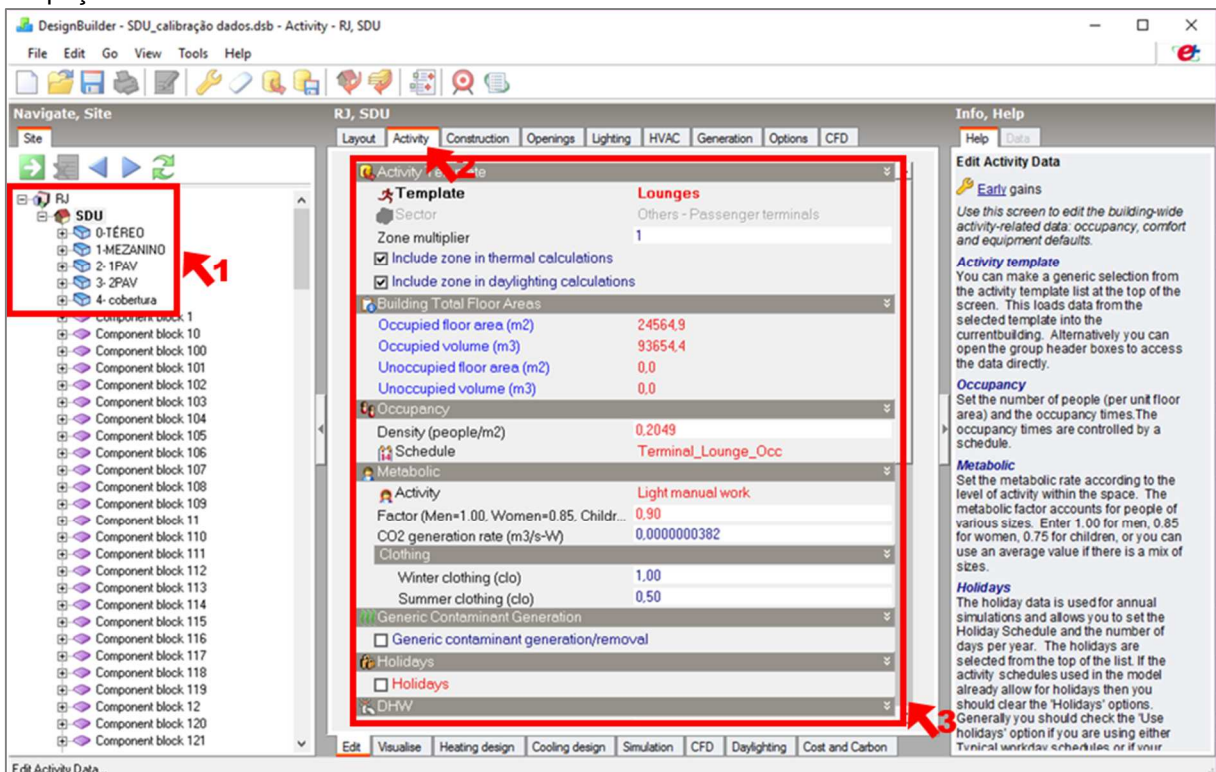 DesignBuilder - SDU_calibração dados.dsb - Activity - RJ, SDU
File Edit Go View Tools Help
Navigate, Site
Site
RJ
SDU
0-TÉREO
1-MEZANINO
2- 1PAV
3- 2PAV
4- cobertura
1
Component block 1
Component block 10
Component block 100
Component block 101
Component block 102
Component block 103
Component block 104
Component block 105
Component block 106
Component block 107
Component block 108
Component block 109
Component block 11
Component block 110
Component block 111
Component block 112
Component block 113
Component block 114
Component block 115
Component block 116
Component block 117
Component block 118
Component block 119
Component block 12
Component block 120
Component block 121
RJ, SDU
Layout Activity Construction Openings Lighting HVAC Generation Options CFD
2
Activity Template
Template Lounges
Sector Others - Passenger terminals
Zone multiplier 1
Include zone in thermal calculations
Include zone in daylighting calculations
Building Total Floor Areas
Occupied floor area (m2) 24564,9
Occupied volume (m3) 93654,4
Unoccupied floor area (m2) 0,0
Unoccupied volume (m3) 0,0
Occupancy
Density (people/m2) 0,2049
Schedule Terminal_Lounge_Occ
Metabolic
Activity Light manual work
Factor (Men=1.00, Women=0.85, Childr... 0,90
CO2 generation rate (m3/s-W) 0,0000000382
Clothing
Winter clothing (clo) 1,00
Summer clothing (clo) 0,50
Generic Contaminant Generation
Generic contaminant generation/removal
Holidays
Holidays
DHW
3
Edit Visualise Heating design Cooling design Simulation CFD Daylighting Cost and Carbon
Info, Help
Help Data
Edit Activity Data
Early gains
Use this screen to edit the building-wide
activity-related data: occupancy, comfort
and equipment defaults.
Activity template
You can make a generic selection from
the activity template list at the top of the
screen. This loads data from the
selected template into the
currentbuilding. Alternatively you can
open the group header boxes to access
the data directly.
Occupancy
Set the number of people (per unit floor
area) and the occupancy times.The
occupancy times are controlled by a
schedule.
Metabolic
Set the metabolic rate according to the
level of activity within the space. The
metabolic factor accounts for people of
various sizes. Enter 1.00 for men, 0.85
for women, 0.75 for children, or you can
use an average value if there is a mix of
sizes.
Holidays
The holiday data is used for annual
simulations and allows you to set the
Holiday Schedule and the number of
days per year. The holidays are
selected from the top of the list. If the
activity schedules used in the model
already allow for holidays then you
should clear the 'Holidays' options.
Generally you should check the 'Use
holidays' option if you are using either
Typical workday schedules or if your
Edit Activity Data